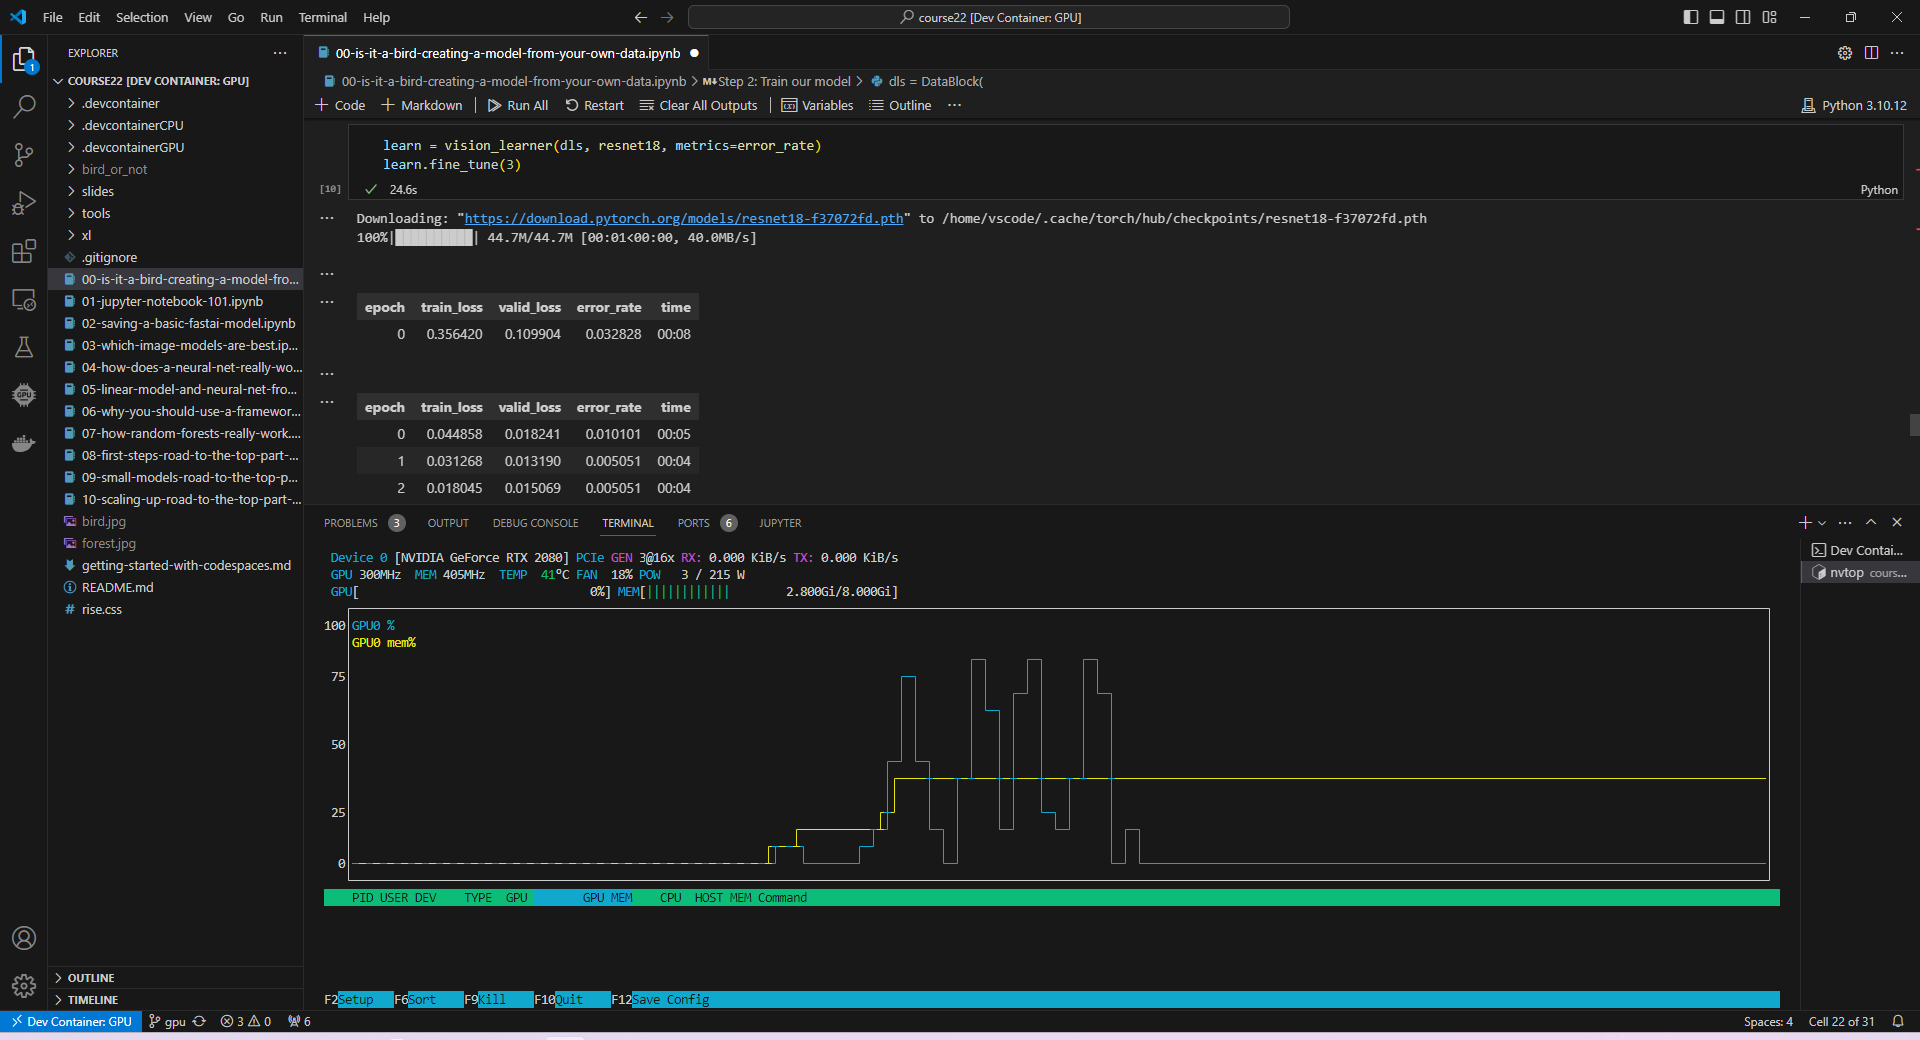 File Edit Selection View Go Run Terminal Help
course22 [Dev Container: GPU]
EXPLORER
1
COURSE22 [DEV CONTAINER: GPU]
.devcontainer
.devcontainerCPU
.devcontainerGPU
bird_or_not
slides
tools
xl
.gitignore
00-is-it-a-bird-creating-a-model-fro...
01-jupyter-notebook-101.ipynb
02-saving-a-basic-fastai-model.ipynb
03-which-image-models-are-best.ip...
04-how-does-a-neural-net-really-wo...
05-linear-model-and-neural-net-fro...
06-why-you-should-use-a-framewor...
07-how-random-forests-really-work....
08-first-steps-road-to-the-top-part-...
09-small-models-road-to-the-top-p...
10-scaling-up-road-to-the-top-part-...
bird.jpg
forest.jpg
getting-started-with-codespaces.md
README.md
# rise.css
OUTLINE
TIMELINE
00-is-it-a-bird-creating-a-model-from-your-own-data.ipynb
00-is-it-a-bird-creating-a-model-from-your-own-data.ipynb > M↓Step 2: Train our model > dls = DataBlock(
+ Code + Markdown Run All Restart Clear All Outputs Variables Outline ... Python 3.10.12
learn = vision_learner(dls, resnet18, metrics=error_rate)
learn.fine_tune(3)
[10] ✓ 24.6s Python
... Downloading: "https://download.pytorch.org/models/resnet18-f37072fd.pth" to /home/vscode/.cache/torch/hub/checkpoints/resnet18-f37072fd.pth
100%|██████████| 44.7M/44.7M [00:01<00:00, 40.0MB/s]
...
... epoch train_loss valid_loss error_rate time
0 0.356420 0.109904 0.032828 00:08
...
... epoch train_loss valid_loss error_rate time
0 0.044858 0.018241 0.010101 00:05
1 0.031268 0.013190 0.005051 00:04
2 0.018045 0.015069 0.005051 00:04
PROBLEMS 3 OUTPUT DEBUG CONSOLE TERMINAL PORTS 6 JUPYTER
Dev Contai...
nvtop cours...
Device 0 [NVIDIA GeForce RTX 2080] PCIe GEN 3@16x RX: 0.000 KiB/s TX: 0.000 KiB/s
GPU 300MHz MEM 405MHz TEMP 41°C FAN 18% POW 3 / 215 W
GPU[ 0%] MEM[|||||||||||| 2.800Gi/8.000Gi]
100 GPU0 %
GPU0 mem%
75
50
25
0
PID USER DEV TYPE GPU GPU MEM CPU HOST MEM Command
F2Setup F6Sort F9Kill F10Quit F12Save Config
GPU
Dev Container: GPU gpu 3 0 6 Spaces: 4 Cell 22 of 31